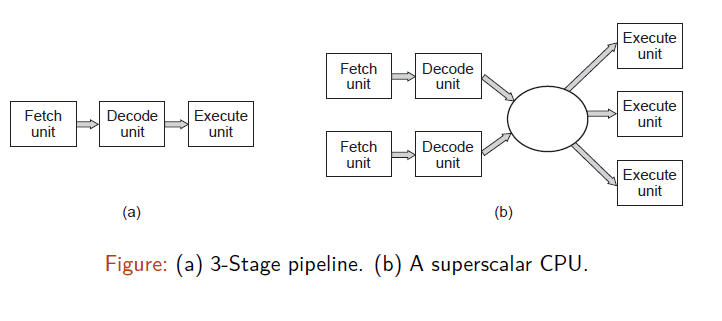 Fetch
unit
Decode
unit
Execute
unit
(a)
Fetch
unit
Decode
unit
Fetch
unit
Decode
unit
Execute
unit
Execute
unit
Execute
unit
(b)
Figure: (a) 3-Stage pipeline. (b) A superscalar CPU.